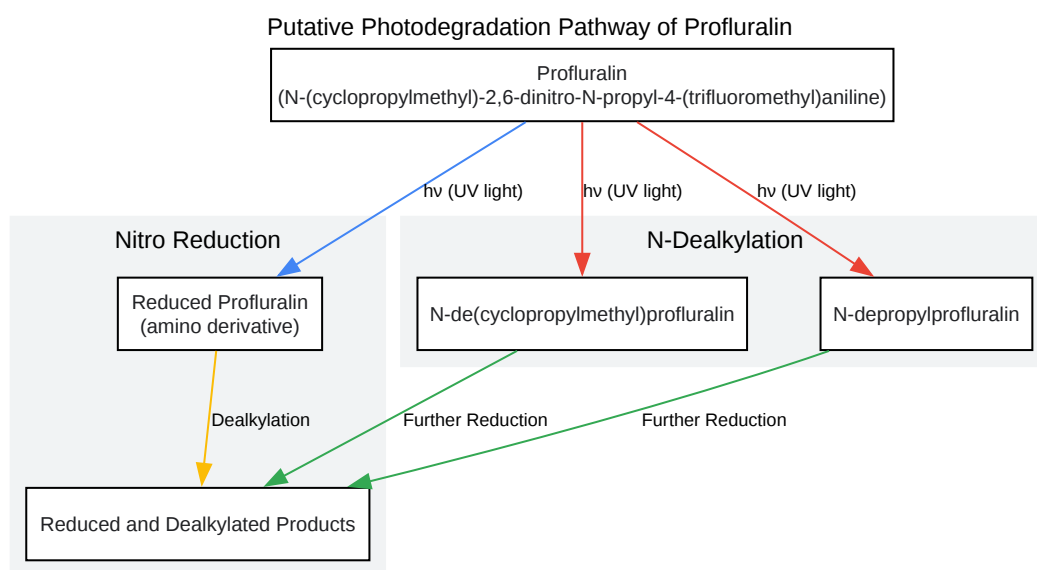 Putative Photodegradation Pathway of Profluralin
Profluralin
(N-(cyclopropylmethyl)-2,6-dinitro-N-propyl-4-(trifluoromethyl)aniline)
hν (UV light)
hν (UV light)
hν (UV light)
Nitro Reduction
N-Dealkylation
Reduced Profluralin
(amino derivative)
N-de(cyclopropylmethyl)profluralin
N-depropylprofluralin
Dealkylation
Further Reduction
Further Reduction
Reduced and Dealkylated Products